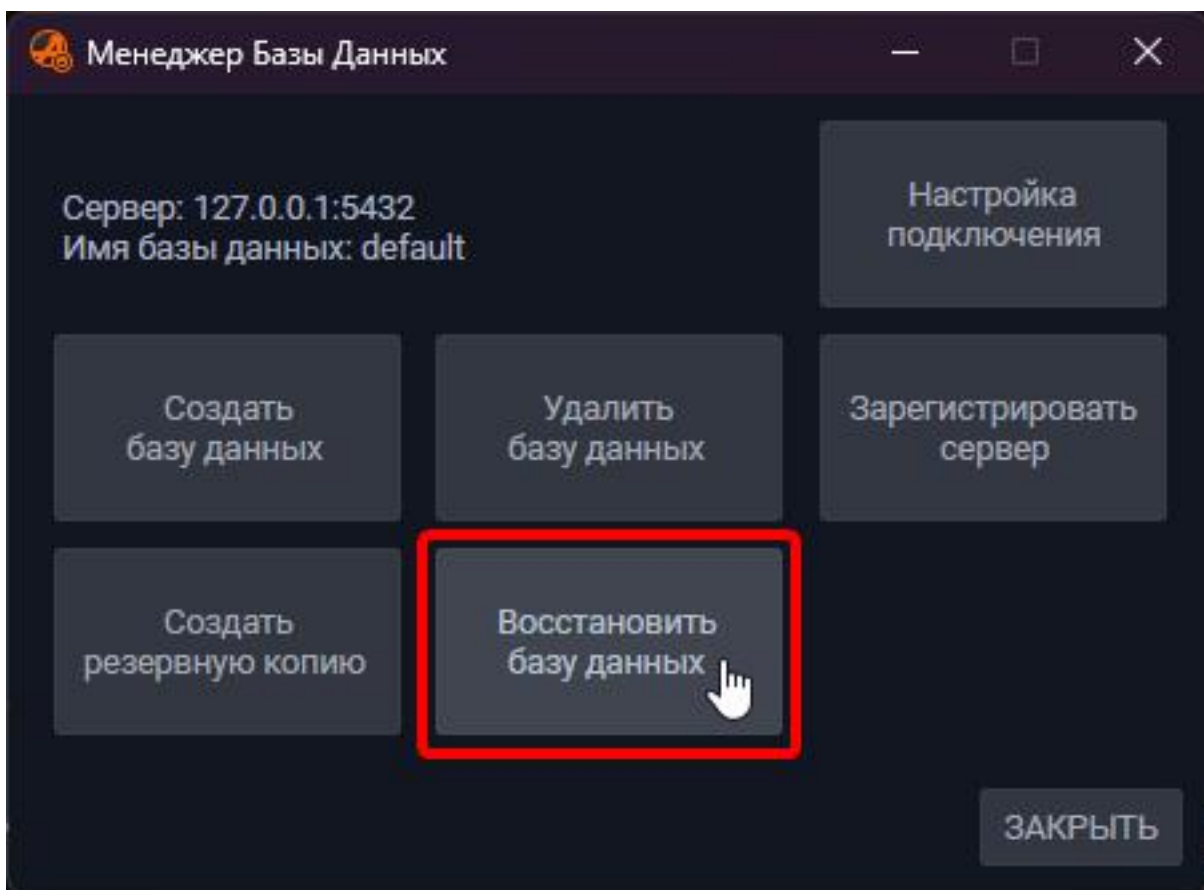 Менеджер Базы Данных
Сервер: 127.0.0.1:5432
Имя базы данных: default
Настройка
подключения
Создать
базу данных
Удалить
базу данных
Зарегистрировать
сервер
Создать
резервную копию
Восстановить
базу данных
ЗАКРЫТЬ